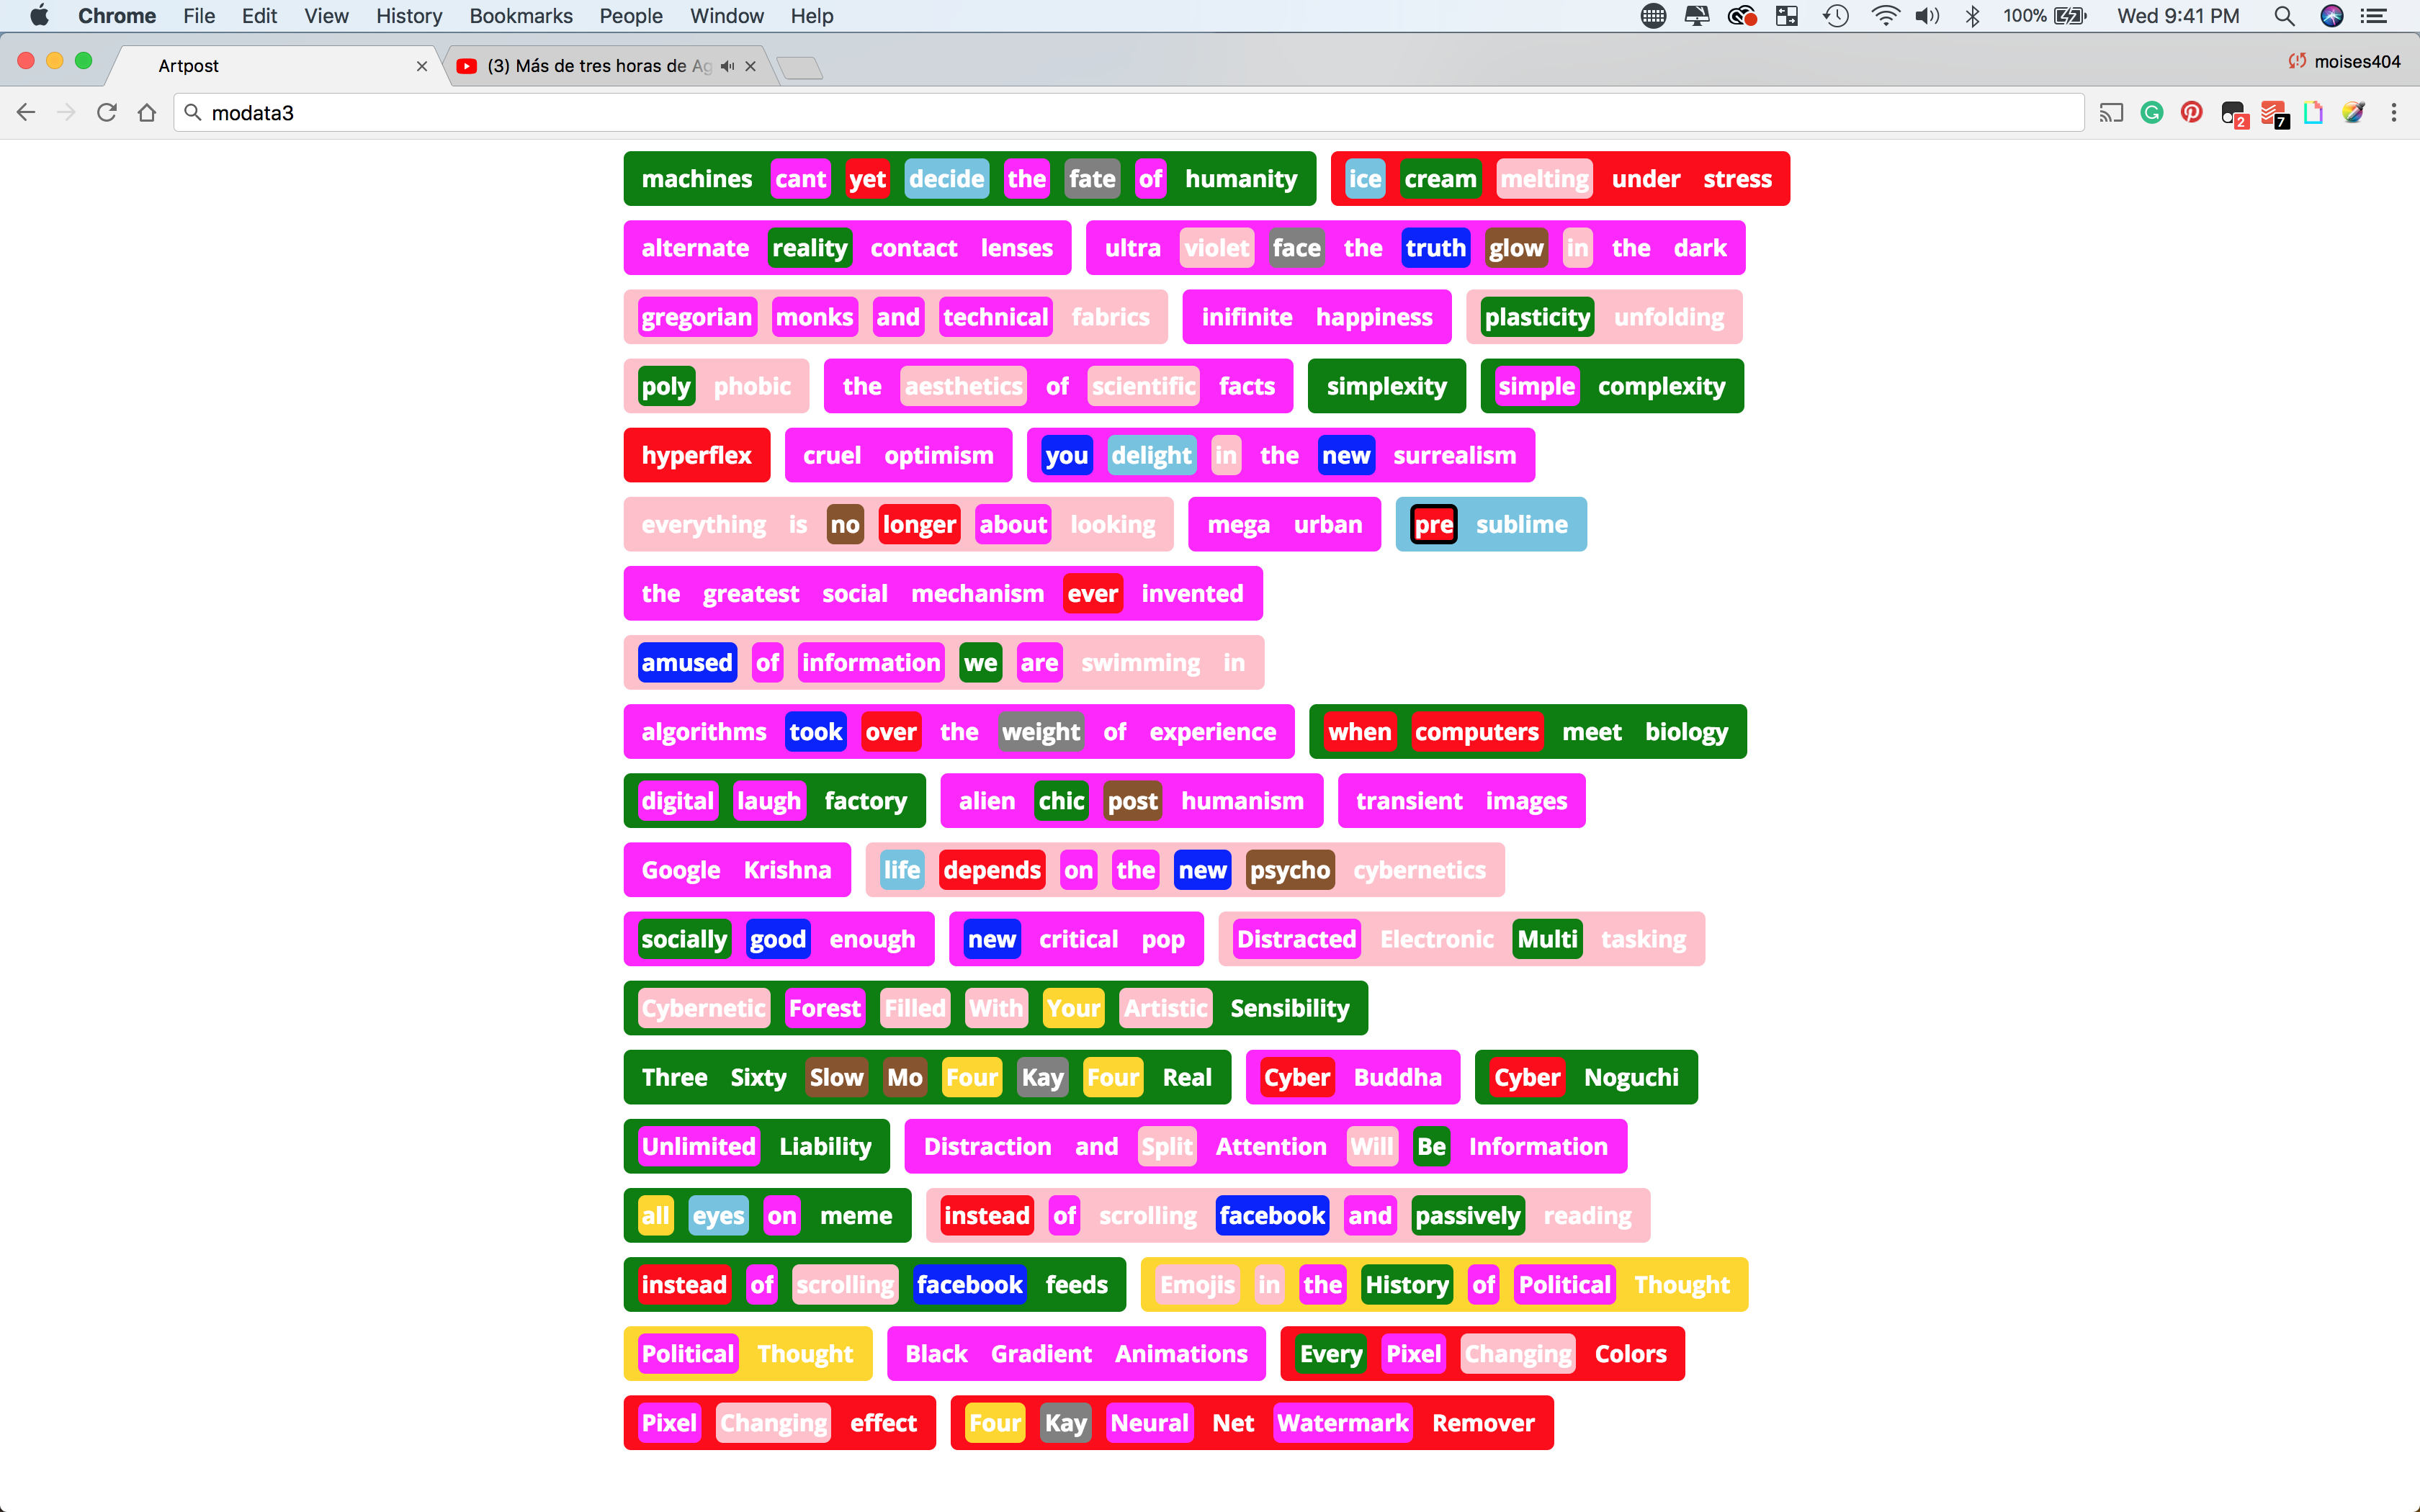 Chrome File Edit View History Bookmarks People Window Help 100% Wed 9:41 PM
Artpost (3) Más de tres horas de Ag moises404
modata3 2 7
machines cant yet decide the fate of humanity ice cream melting under stress
alternate reality contact lenses ultra violet face the truth glow in the dark
gregorian monks and technical fabrics inifinite happiness plasticity unfolding
poly phobic the aesthetics of scientific facts simplexity simple complexity
hyperflex cruel optimism you delight in the new surrealism
everything is no longer about looking mega urban pre sublime
the greatest social mechanism ever invented
amused of information we are swimming in
algorithms took over the weight of experience when computers meet biology
digital laugh factory alien chic post humanism transient images
Google Krishna life depends on the new psycho cybernetics
socially good enough new critical pop Distracted Electronic Multi tasking
Cybernetic Forest Filled With Your Artistic Sensibility
Three Sixty Slow Mo Four Kay Four Real Cyber Buddha Cyber Noguchi
Unlimited Liability Distraction and Split Attention Will Be Information
all eyes on meme instead of scrolling facebook and passively reading
instead of scrolling facebook feeds Emojis in the History of Political Thought
Political Thought Black Gradient Animations Every Pixel Changing Colors
Pixel Changing effect Four Kay Neural Net Watermark Remover